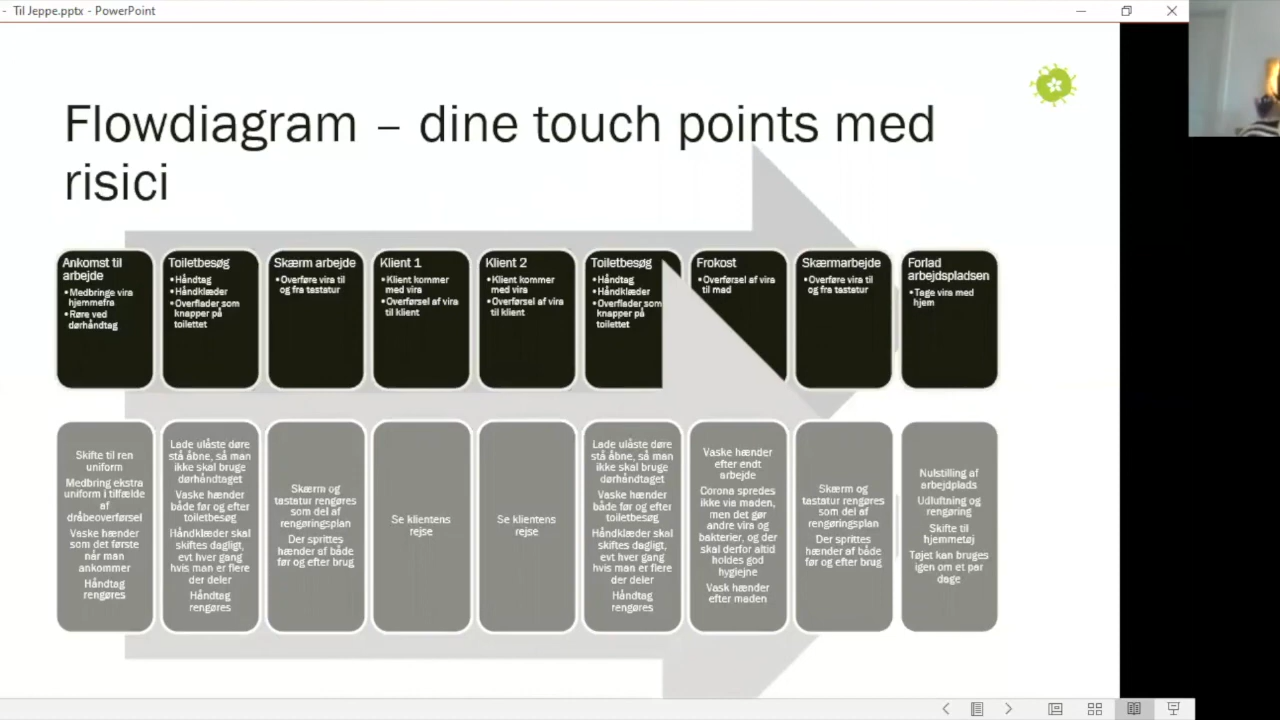 - Til Jeppe.pptx - PowerPoint
Flowdiagram – dine touch points med
risici
Ankomst til
arbejde
•Medbringe vira
hjemmefra
•Røre ved
dørhåndtag
Toiletbesøg
•Håndtag
•Håndklæder
•Overflader som
knapper på
toilettet
Skærm arbejde
•Overføre vira til
og fra tastatur
Klient 1
•Klient kommer
med vira
•Overførsel af vira
til klient
Klient 2
•Klient kommer
med vira
•Overførsel af vira
til klient
Toiletbesøg
•Håndtag
•Håndklæder
•Overflader som
knapper på
toilettet
Frokost
•Overførsel af vira
til mad
Skærmarbejde
•Overføre vira til
og fra tastatur
Forlad
arbejdspladsen
•Tage vira med
hjem
Skifte til ren
uniform
Medbring ekstra
uniform i tilfælde
af
dråbeoverførsel
Vaske hænder
som det første
når man
ankommer
Håndtag
rengøres
Lade ulåste døre
stå åbne, så man
ikke skal bruge
dørhåndtaget
Vaske hænder
både før og efter
toiletbesøg
Håndklæder skal
skiftes dagligt,
evt hver gang
hvis man er flere
der deler
Håndtag
rengøres
Skærm og
tastatur rengøres
som del af
rengøringsplan
Der sprittes
hænder af både
før og efter brug
Se klientens
rejse
Se klientens
rejse
Lade ulåste døre
stå åbne, så man
ikke skal bruge
dørhåndtaget
Vaske hænder
både før og efter
toiletbesøg
Håndklæder skal
skiftes dagligt,
evt hver gang
hvis man er flere
der deler
Håndtag
rengøres
Vaske hænder
efter endt
arbejde
Corona spredes
ikke via maden,
men det gør
andre vira og
bakterier, og der
skal derfor altid
holdes god
hygiejne
Vask hænder
efter maden
Skærm og
tastatur rengøres
som del af
rengøringsplan
Der sprittes
hænder af både
før og efter brug
Nulstilling af
arbejdplads
Udluftning og
rengøring
Skifte til
hjemmetøj
Tøjet kan bruges
igen om et par
dage